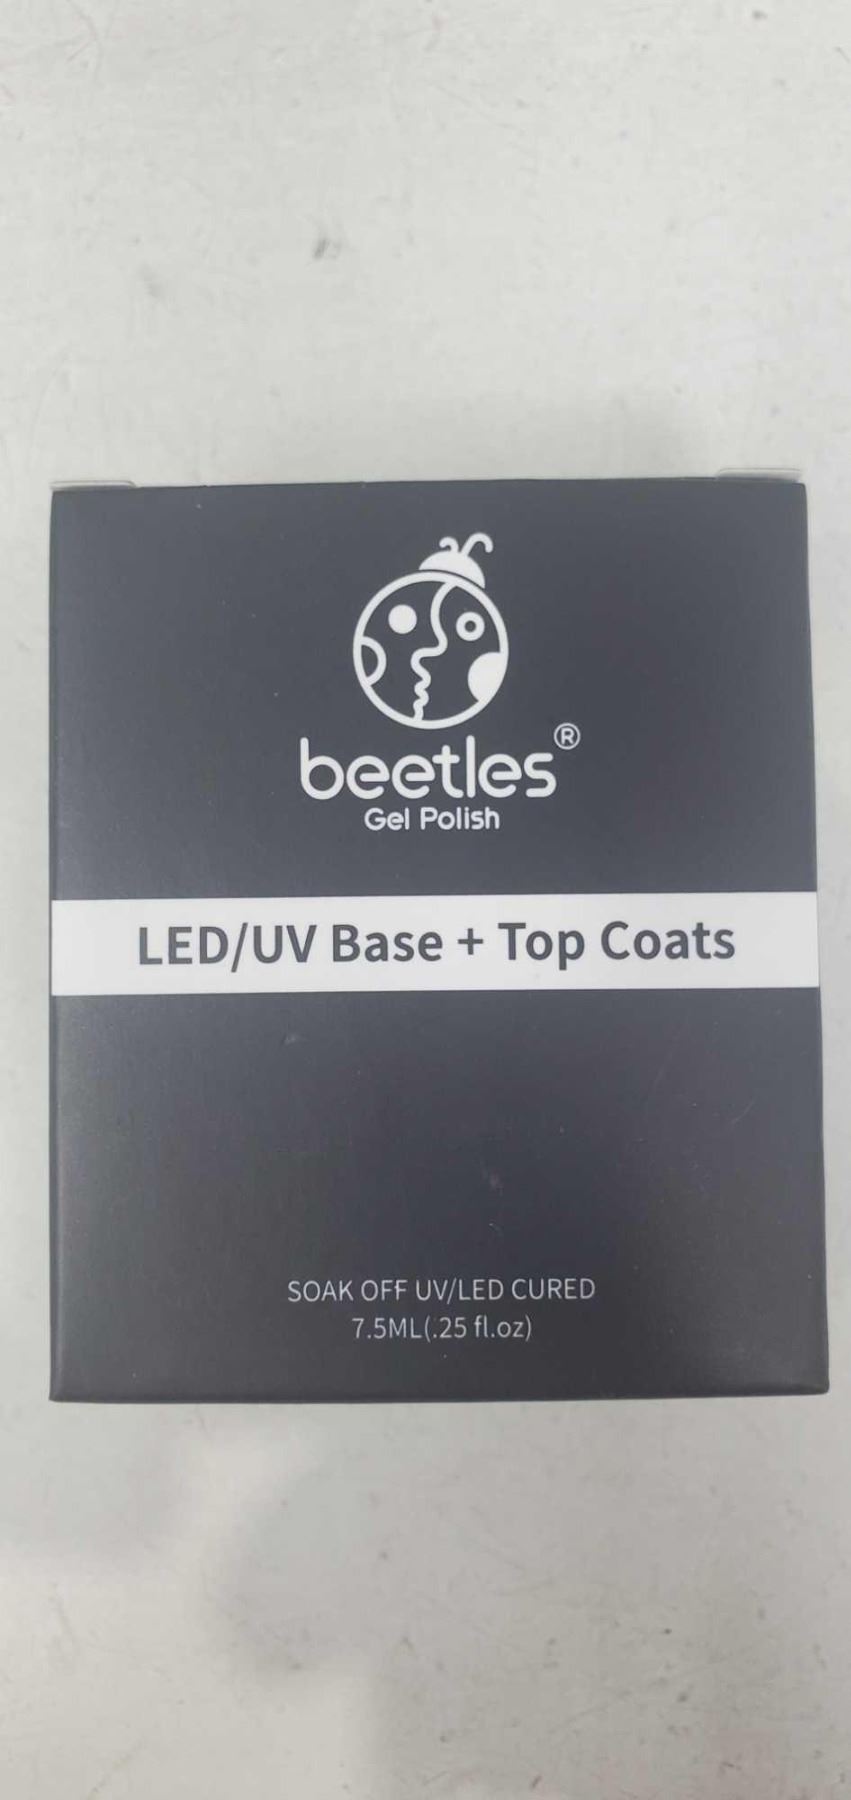 beetles®
Gel Polish
LED/UV Base + Top Coats
SOAK OFF UV/LED CURED
7.5ML(.25 fl.oz)